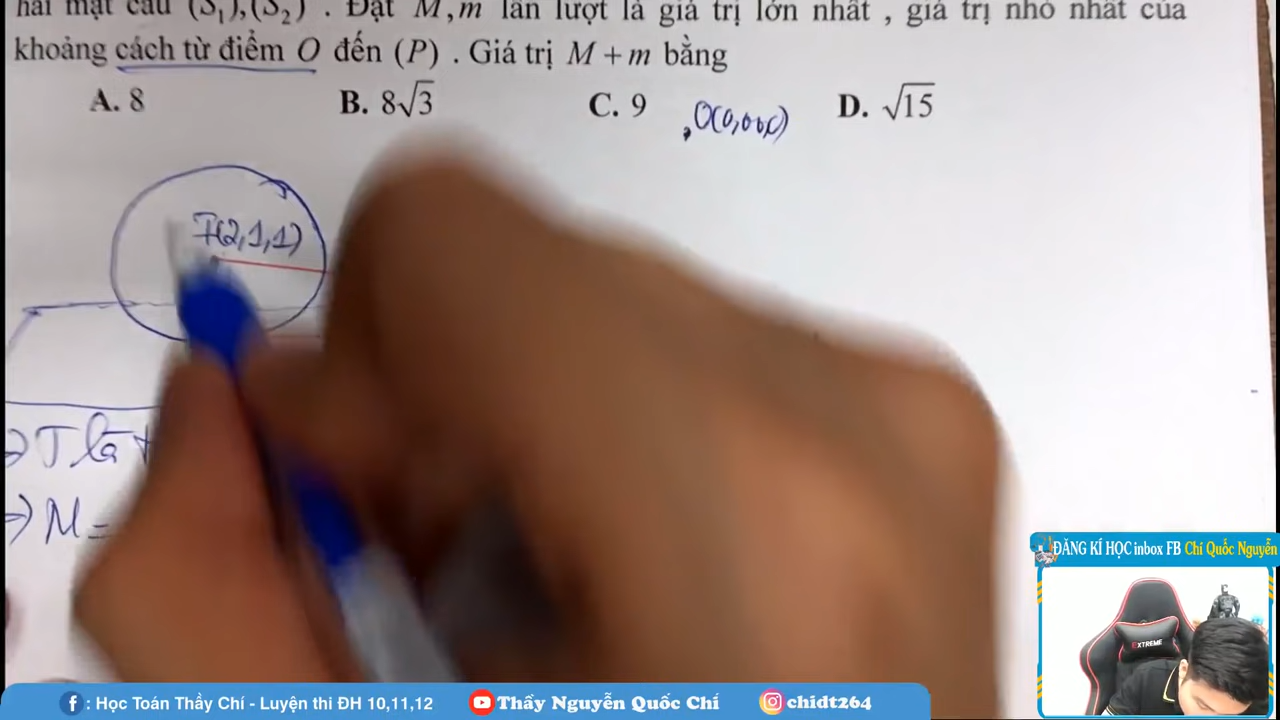 hai mặt cầu (S₁),(S₂) . Đặt M,m lần lượt là giá trị lớn nhất , giá trị nhỏ nhất của
khoảng cách từ điểm O đến (P) . Giá trị M + m bằng
A. 8 B. 8√3 C. 9 D. √15
O(0,0,0)
I(2,1,1)
⇒ J là
⇒ M =
ĐĂNG KÍ HỌC inbox FB Chí Quốc Nguyễn
EXTREME
: Học Toán Thầy Chí - Luyện thi ĐH 10,11,12 Thầy Nguyễn Quốc Chí chidt264